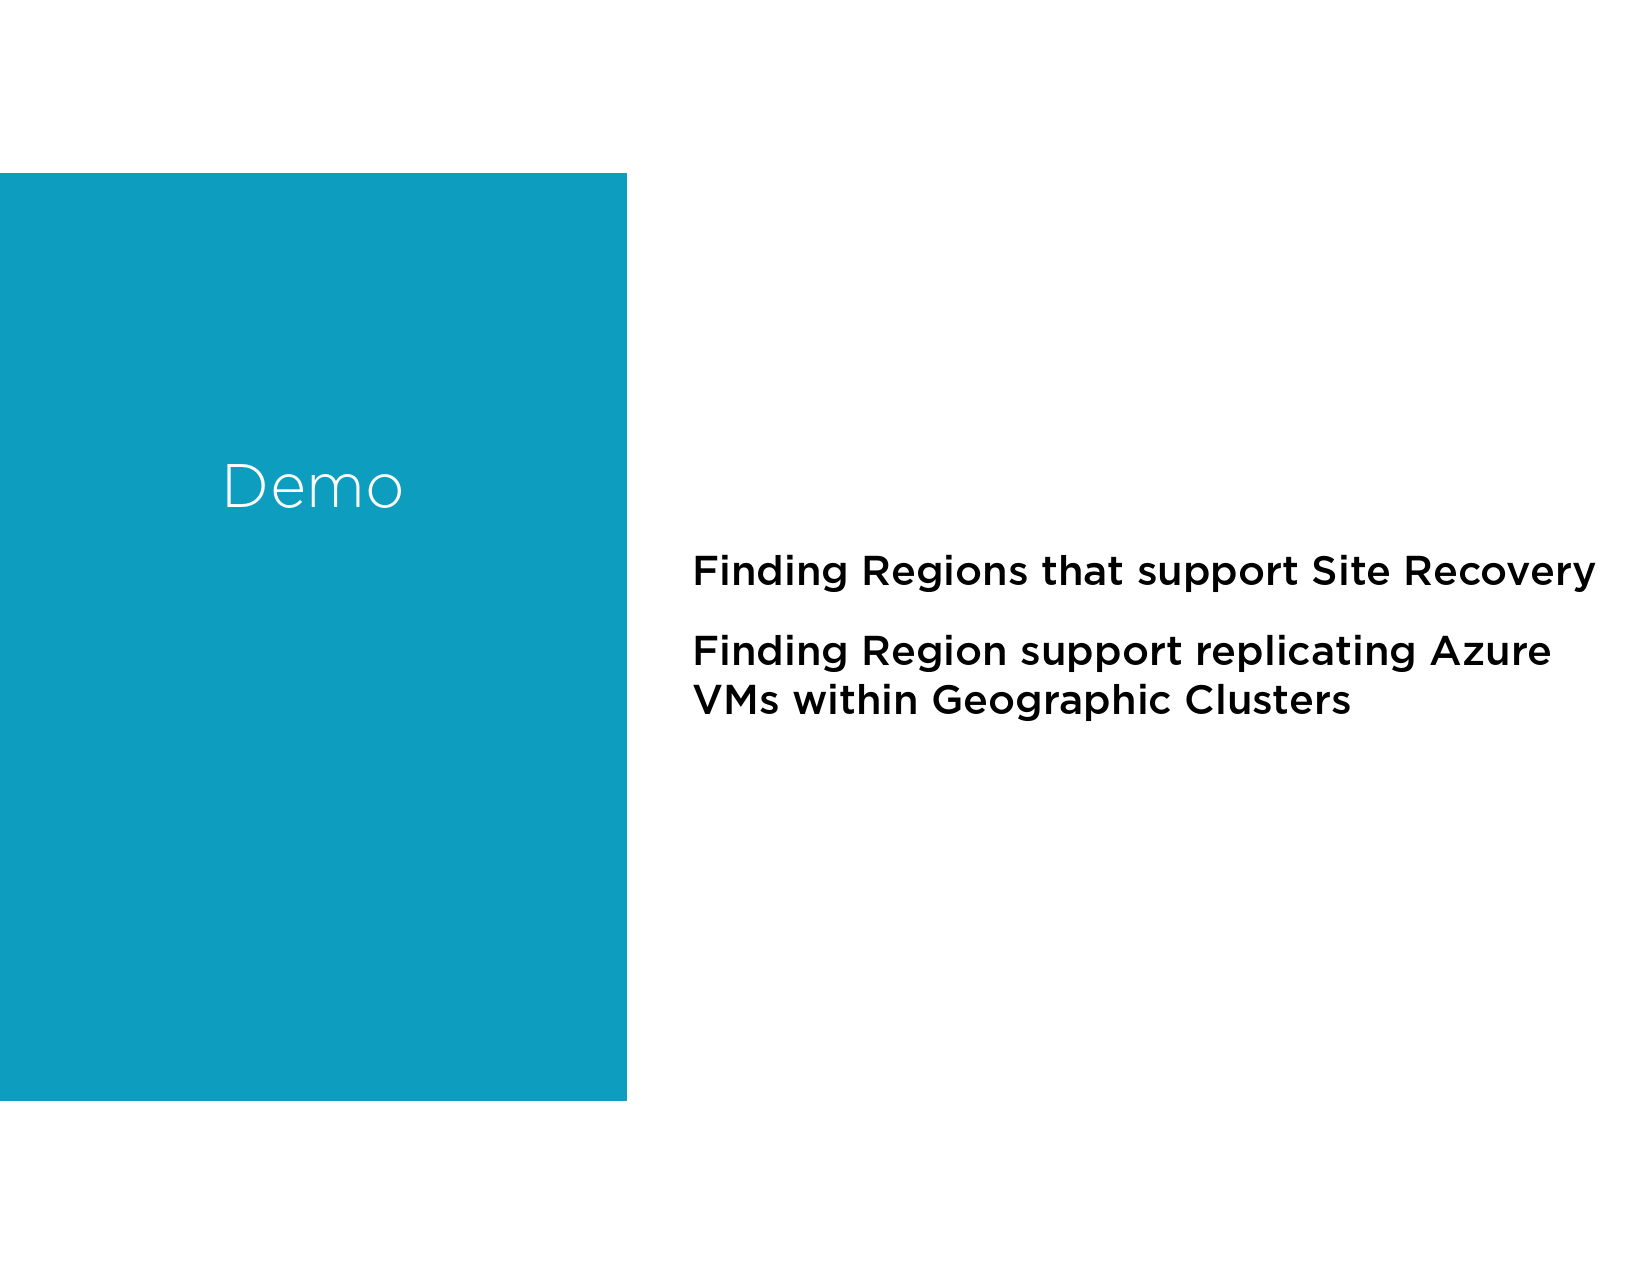 Demo
Finding Regions that support Site Recovery
Finding Region support replicating Azure
VMs within Geographic Clusters